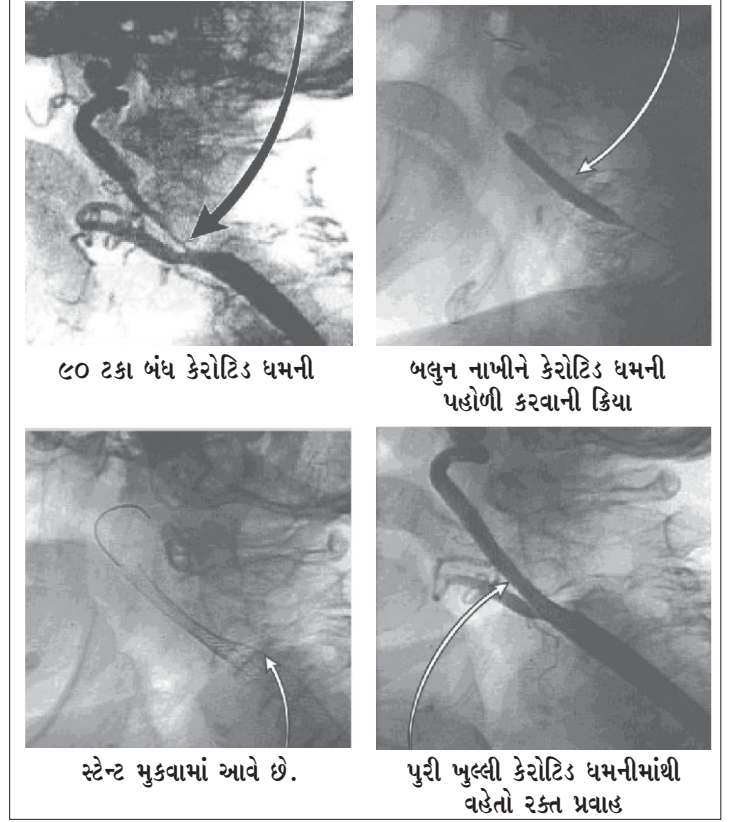 ૯૦ ટકા બંધ કેરોટિડ ધમની
બલુન નાખીને કેરોટિડ ધમની
પહોળી કરવાની ક્રિયા
સ્ટેન્ટ મુકવામાં આવે છે.
પુરી ખુલ્લી કેરોટિડ ધમનીમાંથી
વહેતો રક્ત પ્રવાહ